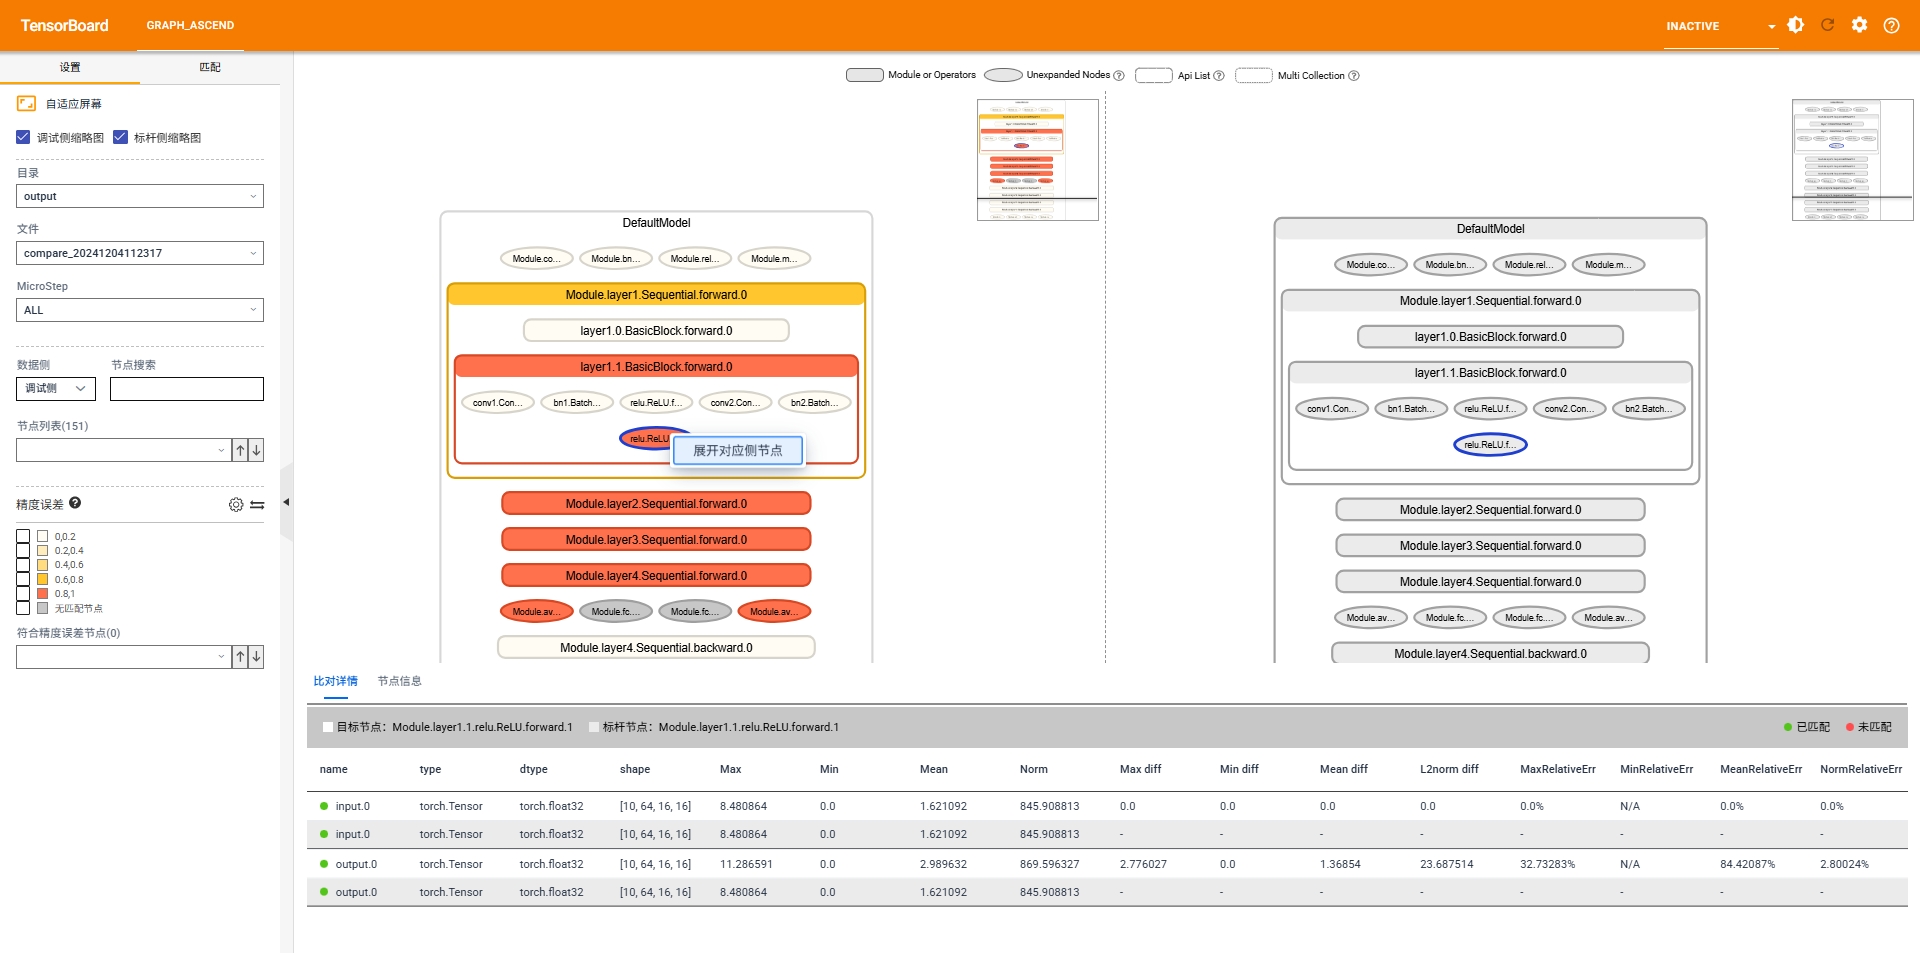 TensorBoard
GRAPH_ASCEND
INACTIVE
设置
匹配
自适应屏幕
调试侧缩略图
标杆侧缩略图
目录
output
文件
compare_20241204112317
MicroStep
ALL
数据侧
节点搜索
调试侧
节点列表(151)
精度误差
0,0.2
0.2,0.4
0.4,0.6
0.6,0.8
0.8,1
无匹配节点
符合精度误差节点(0)
Module or Operators
Unexpanded Nodes
Api List
Multi Collection
DefaultModel
Module.co...
Module.bn...
Module.rel...
Module.m...
Module.layer1.Sequential.forward.0
layer1.0.BasicBlock.forward.0
layer1.1.BasicBlock.forward.0
conv1.Con...
bn1.Batch...
relu.ReLU.f...
conv2.Con...
bn2.Batch...
relu.ReLU
展开对应侧节点
Module.layer2.Sequential.forward.0
Module.layer3.Sequential.forward.0
Module.layer4.Sequential.forward.0
Module.av...
Module.fc....
Module.fc....
Module.av...
Module.layer4.Sequential.backward.0
DefaultModel
Module.co...
Module.bn...
Module.rel...
Module.m...
Module.layer1.Sequential.forward.0
layer1.0.BasicBlock.forward.0
layer1.1.BasicBlock.forward.0
conv1.Con...
bn1.Batch...
relu.ReLU.f...
conv2.Con...
bn2.Batch...
relu.ReLU.f...
Module.layer2.Sequential.forward.0
Module.layer3.Sequential.forward.0
Module.layer4.Sequential.forward.0
Module.av...
Module.fc....
Module.fc....
Module.av...
Module.layer4.Sequential.backward.0
比对详情
节点信息
目标节点：Module.layer1.1.relu.ReLU.forward.1
标杆节点：Module.layer1.1.relu.ReLU.forward.1
已匹配
未匹配
name type dtype shape Max Min Mean Norm Max diff Min diff Mean diff L2norm diff MaxRelativeErr MinRelativeErr MeanRelativeErr NormRelativeErr
input.0 torch.Tensor torch.float32 [10, 64, 16, 16] 8.480864 0.0 1.621092 845.908813 0.0 0.0 0.0 0.0 0.0% N/A 0.0% 0.0%
input.0 torch.Tensor torch.float32 [10, 64, 16, 16] 8.480864 0.0 1.621092 845.908813 - - - - - - - -
output.0 torch.Tensor torch.float32 [10, 64, 16, 16] 11.286591 0.0 2.989632 869.596327 2.776027 0.0 1.36854 23.687514 32.73283% N/A 84.42087% 2.80024%
output.0 torch.Tensor torch.float32 [10, 64, 16, 16] 8.480864 0.0 1.621092 845.908813 - - - - - - - -